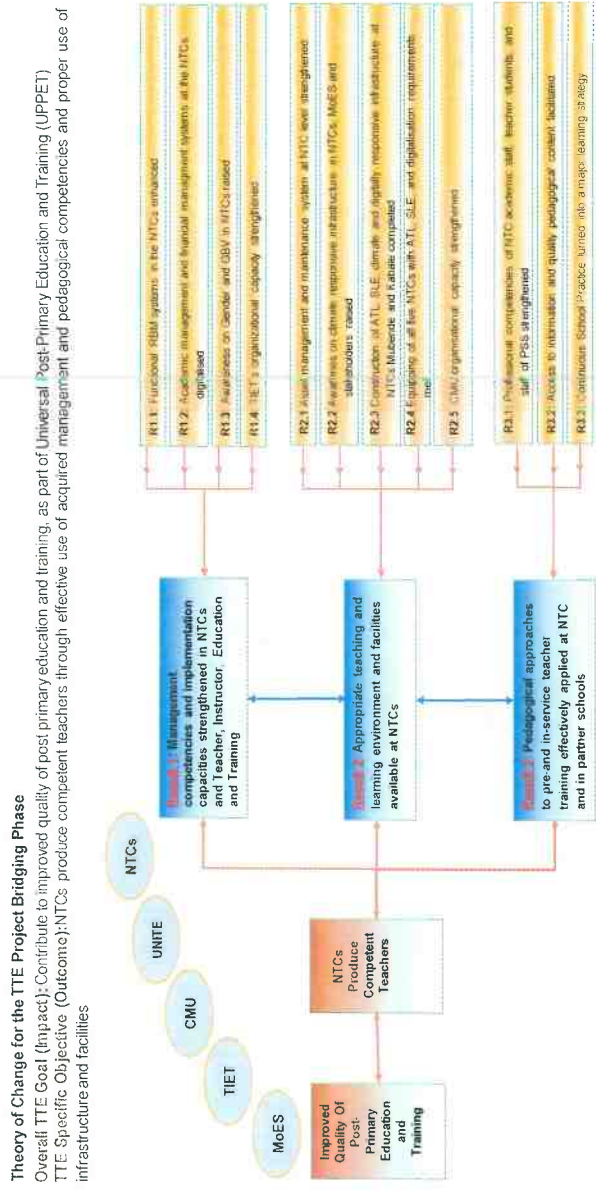 Theory of Change for the TTE Project Bridging Phase
Overall TTE Goal (Impact): Contribute to improved quality of post primary education and training, as part of Universal Post-Primary Education and Training (UPPET)
TTE Specific Objective (Outcome): NTCs produce competent teachers through effective use of acquired management and pedagogical competencies and proper use of
infrastructure and facilities
MoES
TIET
CMU
UNITE
NTCs
Improved
Quality Of
Post-
Primary
Education
and
Training
NTCs
Produce
Competent
Teachers
Result 1: Management
competencies and implementation
capacities strengthened in NTCs
and Teacher, Instructor, Education
and Training
Result 2 Appropriate teaching and
learning environment and facilities
available at NTCs
Pedagogical approaches
to pre-and in-service teacher
training effectively applied at NTC
and in partner schools
R1.1: Functional RBM systems in the NTCs enhanced
R1.2: Academic management and financial managment systems at the NTCs
digitalised
R1.3: Awareness on Gender and GBV in NTCs raised
R1.4: TIET's organizational capacity strengthened
R2.1 Asset management and maintenance system at NTC level strengthened
R2.2 Awareness on climate responsive infrastructure in NTCs, MoES and
stakeholders raised
R2.3 Construction of ATL, SLE, climate and digitally responsive infrastructure at
NTCs Mubende and Kabale completed
R2.4 Equipping of all five NTCs with ATL, SLE, and digitalisation requirements
met
R2.5 CMU organisational capacity strengthened
R3.1: Professional competencies of NTC academic staff, teacher students, and
staff of PSS strengthened
R3.2: Access to information and quality pedagogical content facilitated
R3.2: Continuous School Practice turned into a major learning strategy